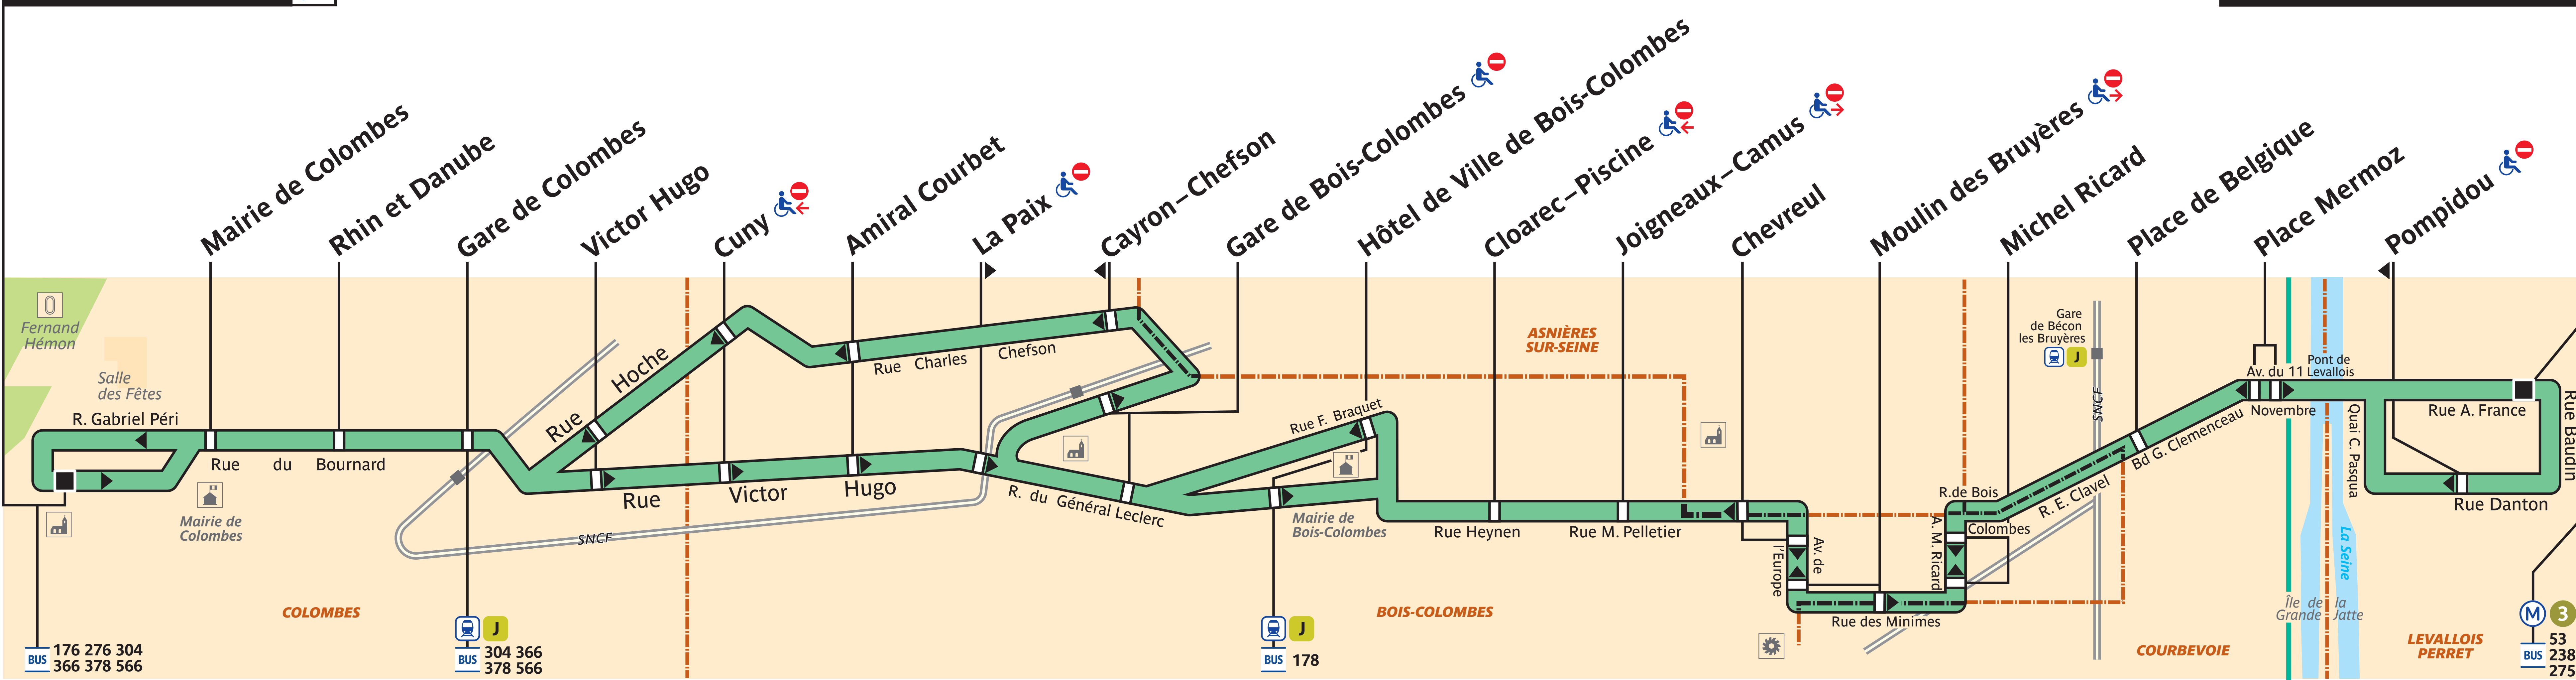 Mairie de Colombes
Rhin et Danube
Gare de Colombes
Victor Hugo
Cuny
Amiral Courbet
La Paix
Cayron–Chefson
Gare de Bois-Colombes
Hôtel de Ville de Bois-Colombes
Cloarec–Piscine
Joigneaux–Camus
Chevreul
Moulin des Bruyères
Michel Ricard
Place de Belgique
Place Mermoz
Pompidou
Fernand
Hémon
Salle
des Fêtes
R. Gabriel Péri
Rue du Bournard
Mairie de
Colombes
COLOMBES
BUS
176 276 304
366 378 566
J
BUS
304 366
378 566
Rue Hoche
Rue Victor Hugo
SNCF
Rue Charles Chefson
R. du Général Leclerc
Rue F. Braquet
Mairie de
Bois-Colombes
J
BUS
178
BOIS-COLOMBES
ASNIÈRES
SUR-SEINE
Rue Heynen
Rue M. Pelletier
Av. de
l'Europe
Rue des Minimes
A. M. Ricard
R.de Bois
Colombes
R. E. Clavel
Gare
de Bécon
les Bruyères
J
SNCF
Bd G. Clemenceau
COURBEVOIE
Av. du 11
Novembre
Pont de
Levallois
Quai C. Pasqua
La Seine
Île de la
Grande Jatte
LEVALLOIS
PERRET
Rue A. France
Rue Baudin
Rue Danton
M
3
BUS
53
238
275